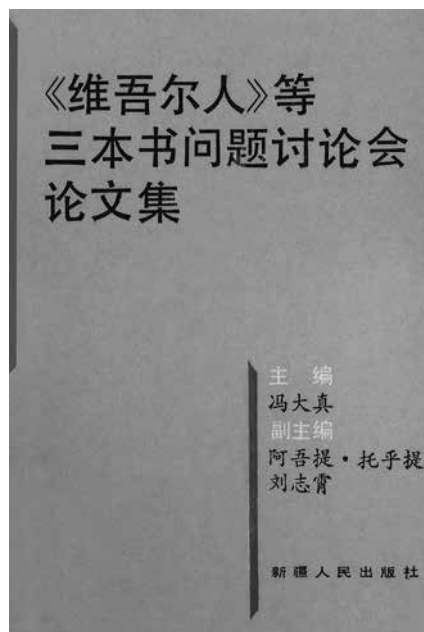 《维吾尔人》等
三本书问题讨论会
论文集
主 编
冯大真
副主编
阿吾提·托乎提
刘志霄
新疆人民出版社